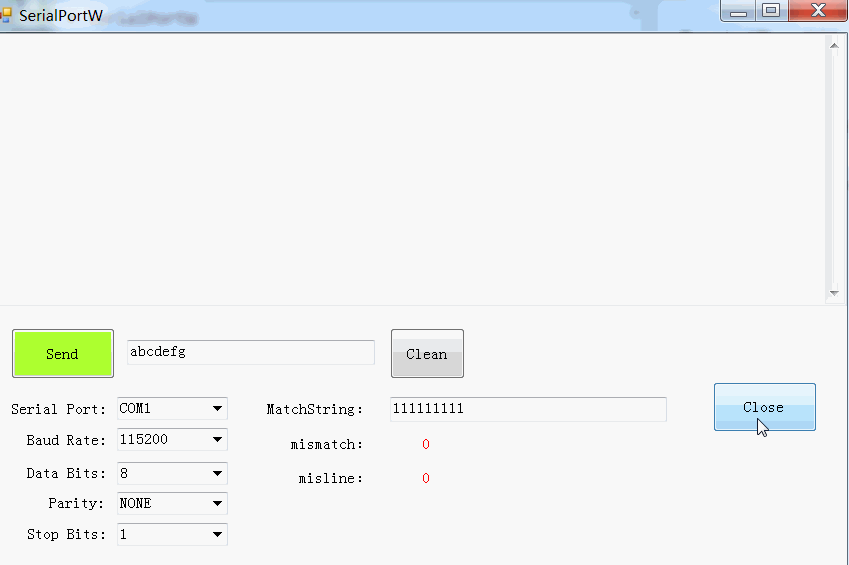 SerialPortW
Send
abcdefg
Clean
Serial Port: COM1
MatchString: 111111111
Close
Baud Rate: 115200
mismatch: 0
Data Bits: 8
misline: 0
Parity: NONE
Stop Bits: 1